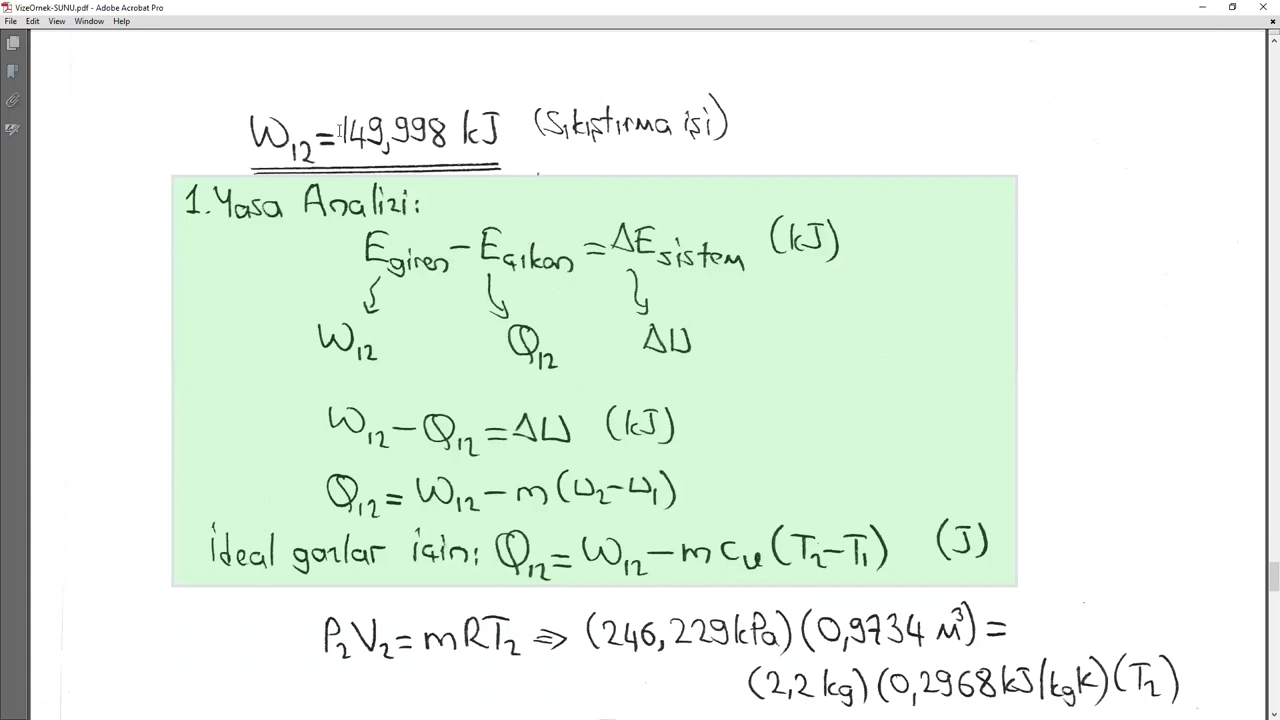 VizeOrnek-SUNU.pdf - Adobe Acrobat Pro
File Edit View Window Help
W₁₂=149,998 kJ (Sıkıştırma işi)
1.Yasa Analizi:
Egiren - Eçıkan = ΔEsistem (kJ)
W₁₂ Q₁₂ ΔU
W₁₂ - Q₁₂ = ΔU (kJ)
Q₁₂ = W₁₂ - m(u₂-u₁)
İdeal gazlar için: Q₁₂ = W₁₂ - m cᵥ (T₂-T₁) (J)
P₂V₂ = mRT₂ ⇒ (246,229kPa)(0,9734 m³) =
(2,2 kg)(0,2968 kJ/kgK)(T₂)